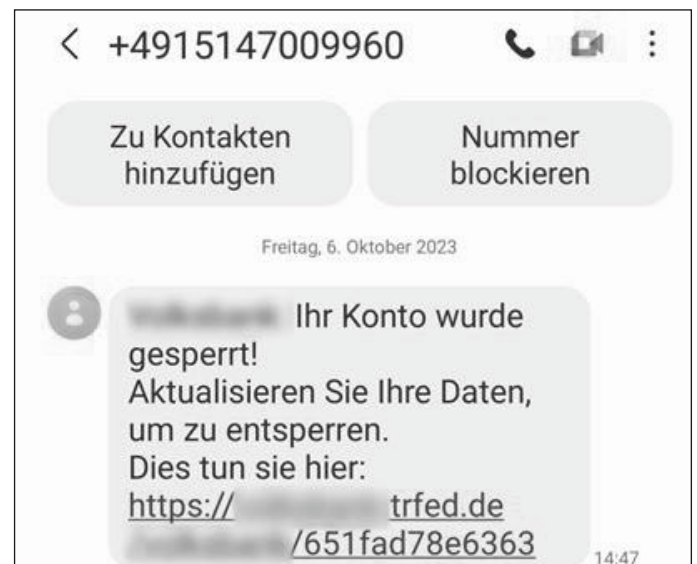 +4915147009960
Zu Kontakten
hinzufügen
Nummer
blockieren
Freitag, 6. Oktober 2023
Ihr Konto wurde
gesperrt!
Aktualisieren Sie Ihre Daten,
um zu entsperren.
Dies tun sie hier:
https:// trfed.de
/651fad78e6363
14:47